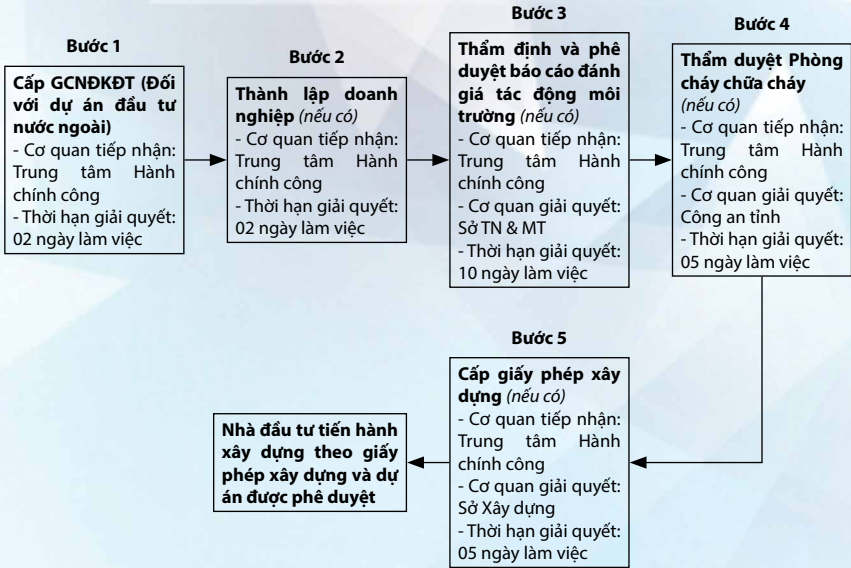 Bước 1
Cấp GCNĐKĐT (Đối
với dự án đầu tư
nước ngoài)
- Cơ quan tiếp nhận:
Trung tâm Hành
chính công
- Thời hạn giải quyết:
02 ngày làm việc
Bước 2
Thành lập doanh
nghiệp (nếu có)
- Cơ quan tiếp nhận:
Trung tâm Hành
chính công
- Thời hạn giải quyết:
02 ngày làm việc
Bước 3
Thẩm định và phê
duyệt báo cáo đánh
giá tác động môi
trường (nếu có)
- Cơ quan tiếp nhận:
Trung tâm Hành
chính công
- Cơ quan giải quyết:
Sở TN & MT
- Thời hạn giải quyết:
10 ngày làm việc
Bước 4
Thẩm duyệt Phòng
cháy chữa cháy
(nếu có)
- Cơ quan tiếp nhận:
Trung tâm Hành
chính công
- Cơ quan giải quyết:
Công an tỉnh
- Thời hạn giải quyết:
05 ngày làm việc
Bước 5
Cấp giấy phép xây
dựng (nếu có)
- Cơ quan tiếp nhận:
Trung tâm Hành
chính công
- Cơ quan giải quyết:
Sở Xây dựng
- Thời hạn giải quyết:
05 ngày làm việc
Nhà đầu tư tiến hành
xây dựng theo giấy
phép xây dựng và dự
án được phê duyệt